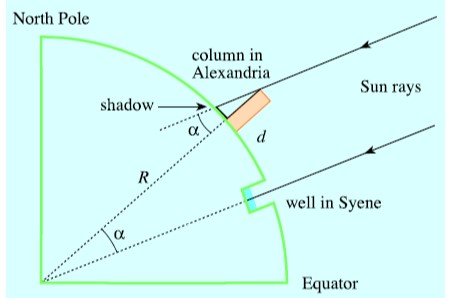 North Pole
column in
Alexandria
Sun rays
shadow
α
d
R
well in Syene
α
Equator